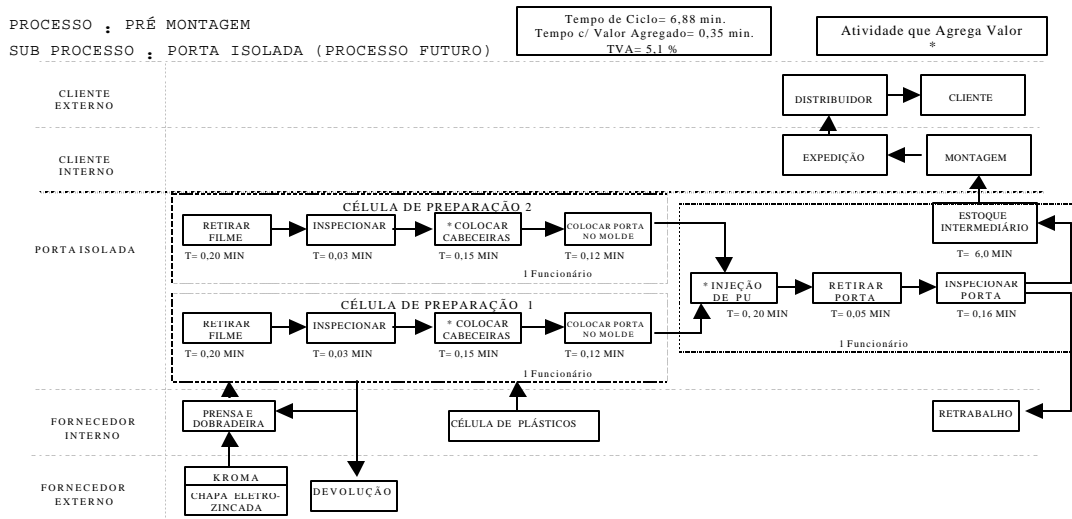 PROCESSO : PRÉ MONTAGEM
SUB PROCESSO : PORTA ISOLADA (PROCESSO FUTURO)
Tempo de Ciclo= 6,88 min.
Tempo c/ Valor Agregado= 0,35 min.
TVA= 5,1 %
Atividade que Agrega Valor
*
CLIENTE
EXTERNO
DISTRIBUIDOR
CLIENTE
CLIENTE
INTERNO
EXPEDIÇÃO
MONTAGEM
PORTA ISOLADA
CÉLULA DE PREPARAÇÃO 2
RETIRAR
FILME
INSPECIONAR
* COLOCAR
CABECEIRAS
COLOCAR PORTA
NO MOLDE
T= 0,20 MIN
T= 0,03 MIN
T= 0,15 MIN
T= 0,12 MIN
1 Funcionário
CÉLULA DE PREPARAÇÃO 1
RETIRAR
FILME
INSPECIONAR
* COLOCAR
CABECEIRAS
COLOCAR PORTA
NO MOLDE
T= 0,20 MIN
T= 0,03 MIN
T= 0,15 MIN
T= 0,12 MIN
1 Funcionário
ESTOQUE
INTERMEDIÁRIO
T= 6,0 MIN
* INJEÇÃO
DE PU
RETIRAR
PORTA
INSPECIONAR
PORTA
T= 0, 20 MIN
T= 0,05 MIN
T= 0,16 MIN
1 Funcionário
FORNECEDOR
INTERNO
PRENSA E
DOBRADEIRA
CÉLULA DE PLÁSTICOS
RETRABALHO
FORNECEDOR
EXTERNO
KROMA
CHAPA ELETRO-
ZINCADA
DEVOLUÇÃO